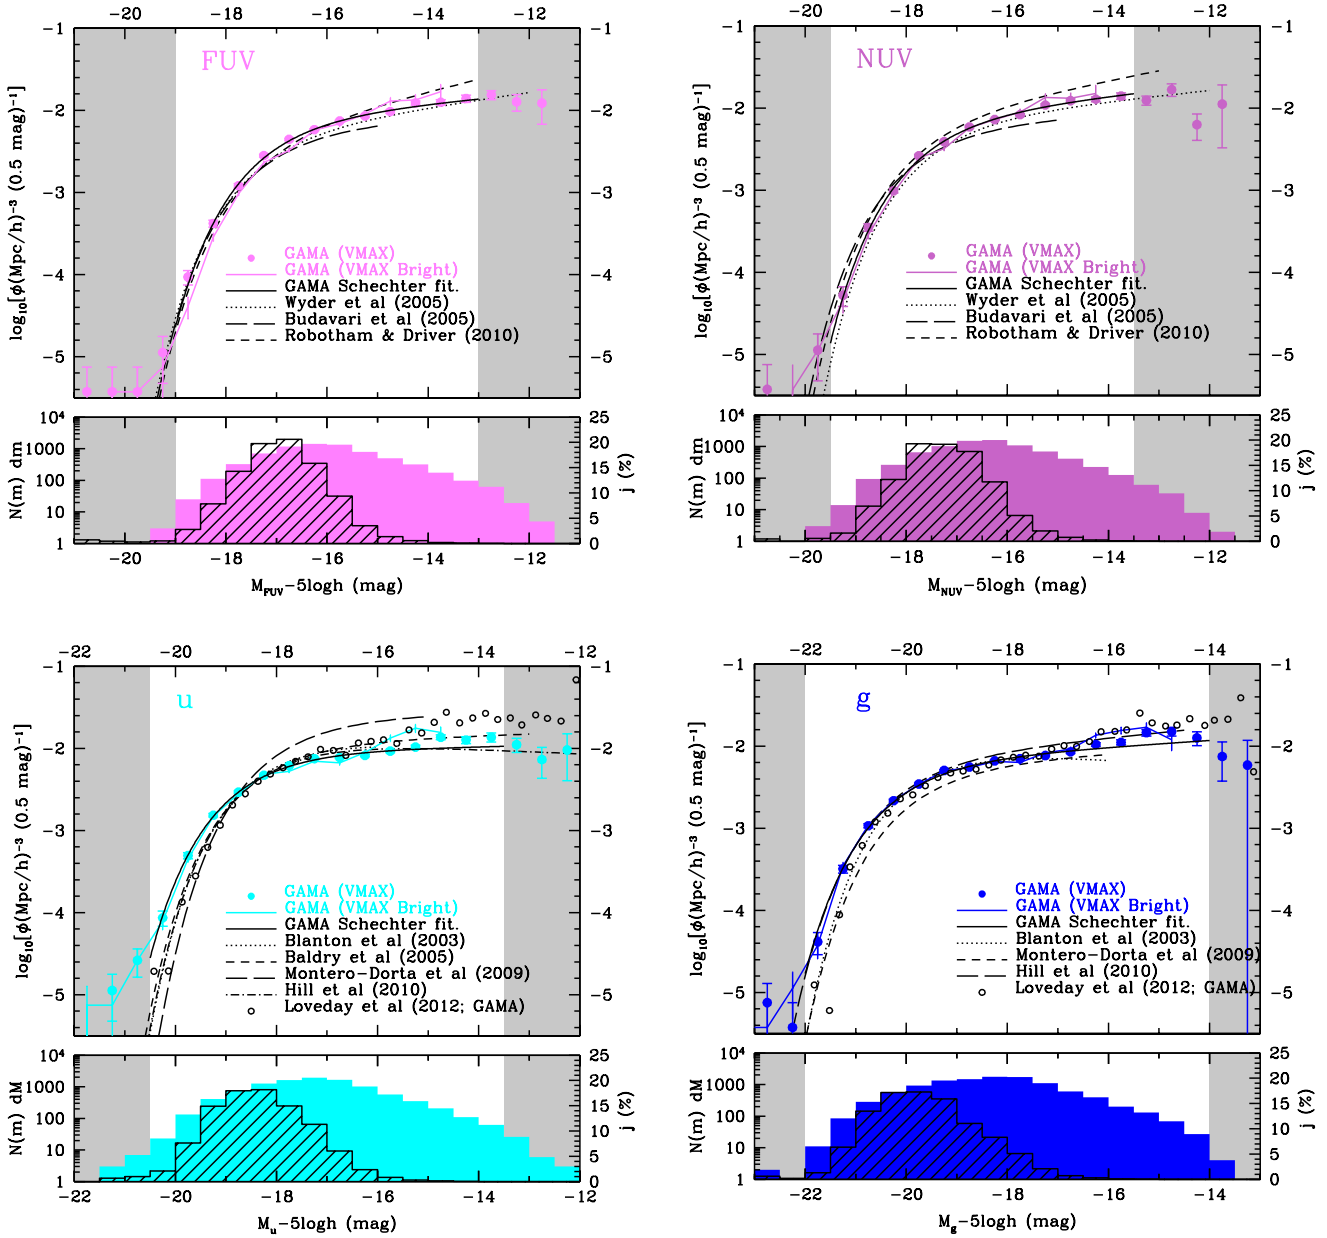 −20 −18 −16 −14 −12
−1 −2 −3 −4 −5
log₁₀[ϕ(Mpc/h)⁻³ (0.5 mag)⁻¹]
FUV
GAMA (VMAX)
GAMA (VMAX Bright)
GAMA Schechter fit.
Wyder et al (2005)
Budavari et al (2005)
Robotham & Driver (2010)
−1 −2 −3 −4 −5
N(m) dm
10⁴ 1000 100 10 1
25 20 15 10 5 0
j (%)
−20 −18 −16 −14 −12
M_FUV−5logh (mag)
−20 −18 −16 −14 −12
−1 −2 −3 −4 −5
log₁₀[ϕ(Mpc/h)⁻³ (0.5 mag)⁻¹]
NUV
GAMA (VMAX)
GAMA (VMAX Bright)
GAMA Schechter fit.
Wyder et al (2005)
Budavari et al (2005)
Robotham & Driver (2010)
−1 −2 −3 −4 −5
N(m) dm
10⁴ 1000 100 10 1
25 20 15 10 5 0
j (%)
−20 −18 −16 −14 −12
M_NUV−5logh (mag)
−22 −20 −18 −16 −14 −12
−1 −2 −3 −4 −5
log₁₀[ϕ(Mpc/h)⁻³ (0.5 mag)⁻¹]
u
GAMA (VMAX)
GAMA (VMAX Bright)
GAMA Schechter fit.
Blanton et al (2003)
Baldry et al (2005)
Montero−Dorta et al (2009)
Hill et al (2010)
Loveday et al (2012; GAMA)
−1 −2 −3 −4 −5
N(m) dM
10⁴ 1000 100 10 1
25 20 15 10 5 0
j (%)
−22 −20 −18 −16 −14 −12
M_u−5logh (mag)
−22 −20 −18 −16 −14
−1 −2 −3 −4 −5
log₁₀[ϕ(Mpc/h)⁻³ (0.5 mag)⁻¹]
g
GAMA (VMAX)
GAMA (VMAX Bright)
GAMA Schechter fit.
Blanton et al (2003)
Montero−Dorta et al (2009)
Hill et al (2010)
Loveday et al (2012; GAMA)
−1 −2 −3 −4 −5
N(m) dM
10⁴ 1000 100 10 1
25 20 15 10 5 0
j (%)
−22 −20 −18 −16 −14
M_g−5logh (mag)